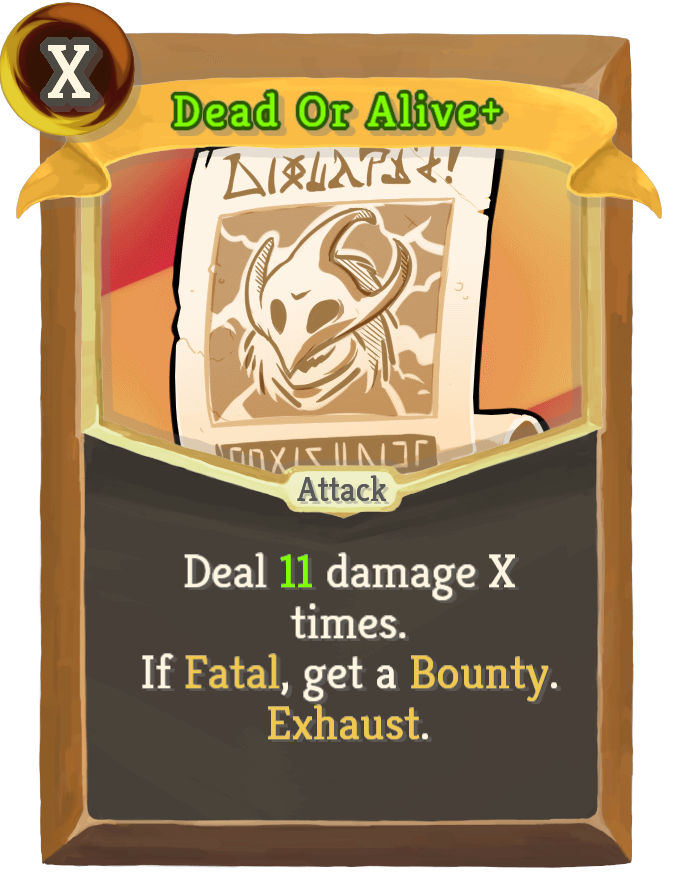 X
Dead Or Alive+
Attack
Deal 11 damage X
times.
If Fatal, get a Bounty.
Exhaust.